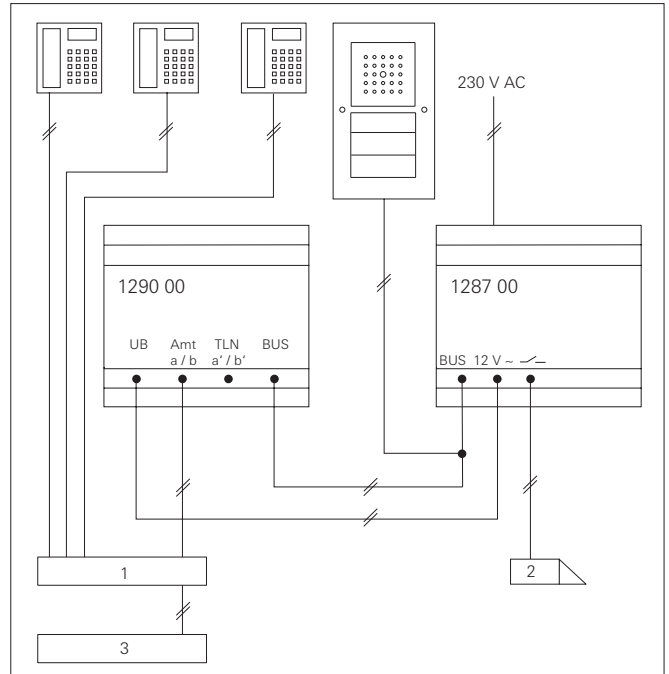 230 V AC
1290 00
1287 00
UB Amt TLN BUS
a / b a‘ / b‘
BUS 12 V ~
1
2
3